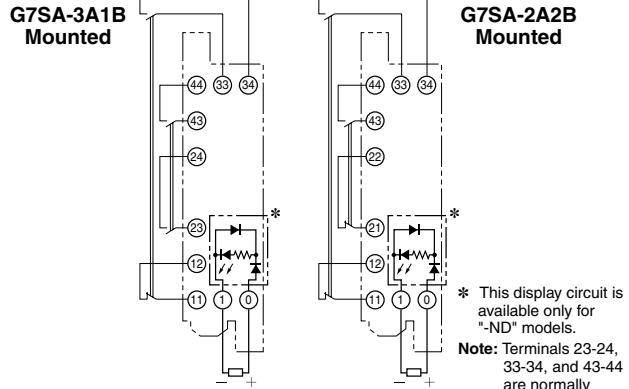 G7SA-3A1B
Mounted
44 33 34
43
24
23
*
12
11 1 0
− +
G7SA-2A2B
Mounted
44 33 34
43
22
21
*
12
11 1 0
− +
* This display circuit is
available only for
"-ND" models.
Note: Terminals 23-24,
33-34, and 43-44
are normally